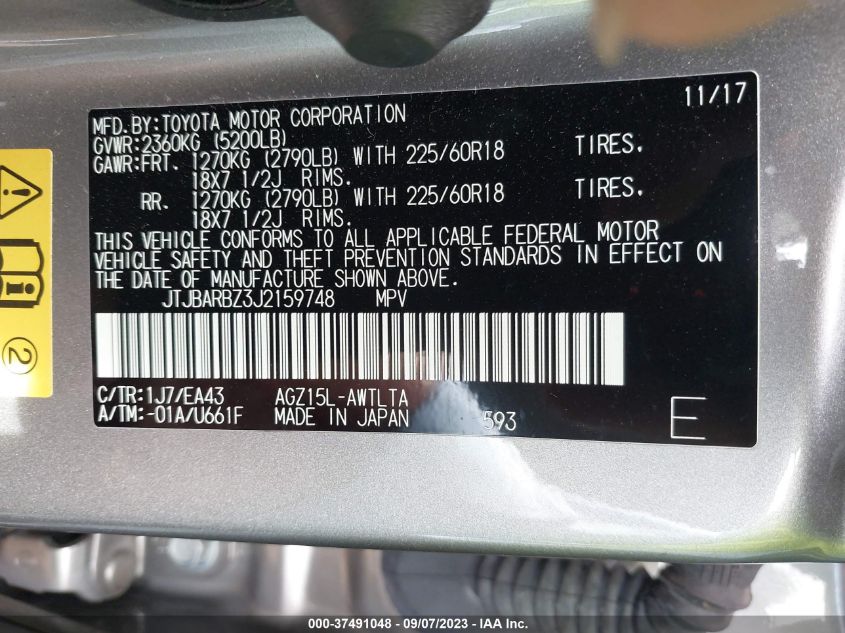 11/17
MFD.BY:TOYOTA MOTOR CORPORATION
GVWR:2360KG (5200LB)
GAWR:FRT. 1270KG (2790LB) WITH 225/60R18 TIRES.
18X7 1/2J RIMS.
RR. 1270KG (2790LB) WITH 225/60R18 TIRES.
18X7 1/2J RIMS.
THIS VEHICLE CONFORMS TO ALL APPLICABLE FEDERAL MOTOR
VEHICLE SAFETY AND THEFT PREVENTION STANDARDS IN EFFECT ON
THE DATE OF MANUFACTURE SHOWN ABOVE.
JTJBARBZ3J2159748 MPV
C/TR:1J7/EA43 AGZ15L-AWTLTA
A/TM:-01A/U661F MADE IN JAPAN 593
E
2
000-37491048 - 09/07/2023 - IAA Inc.